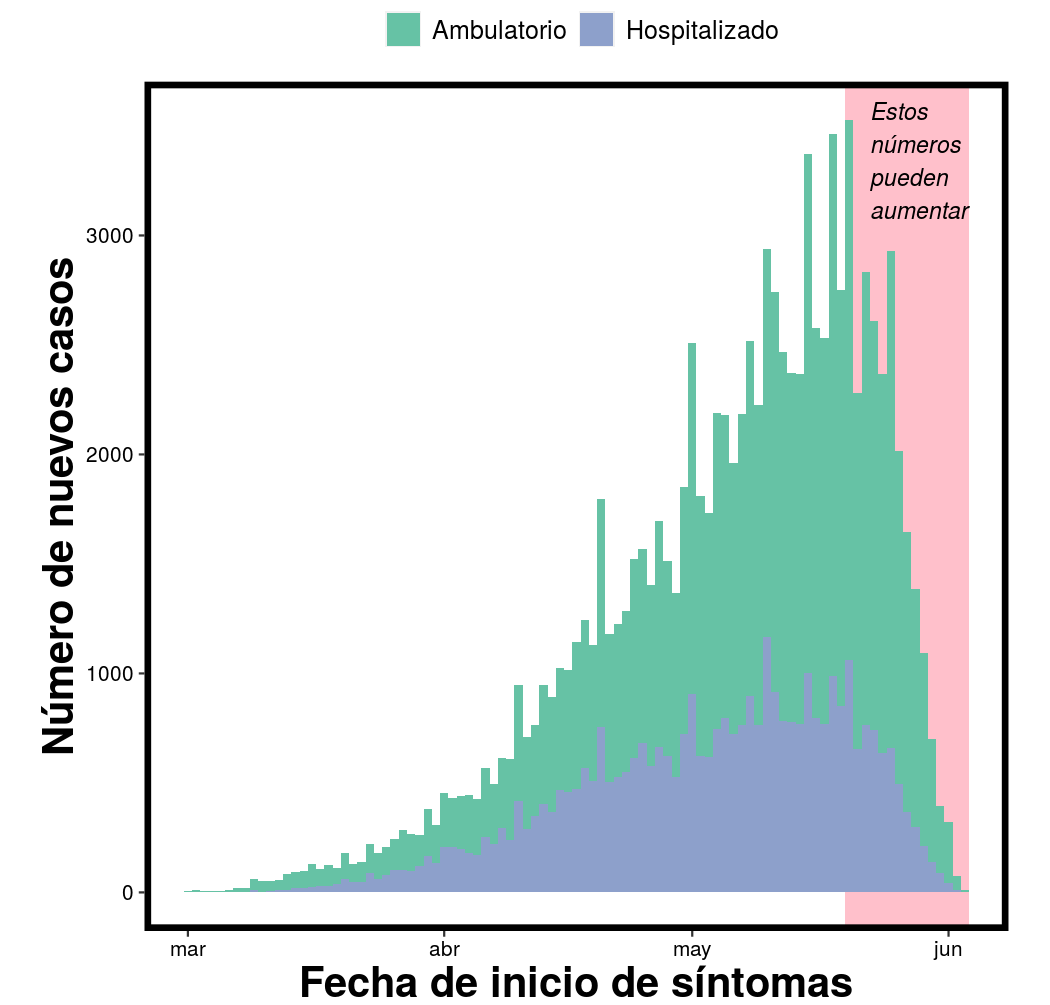 Ambulatorio Hospitalizado
Estos
números
pueden
aumentar
3000
2000
1000
0
Número de nuevos casos
mar abr may jun
Fecha de inicio de síntomas